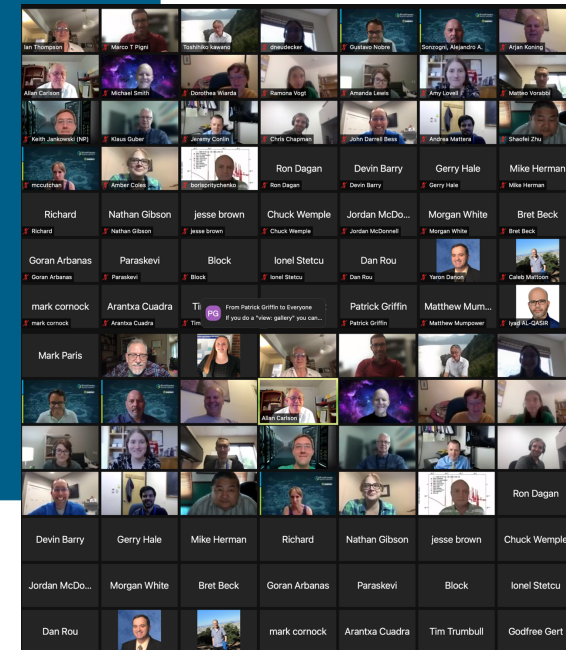 Ian Thompson
Marco T Pigni
Toshihiko kawano
dneudecker
Gustavo Nobre
Sonzogni, Alejandro A.
Arjan Koning
Allan Carlson
Michael Smith
Dorothea Wiarda
Ramona Vogt
Amanda Lewis
Amy Lovell
Matteo Vorabbi
Keith Jankowski (NP)
Klaus Guber
Jeremy Conlin
Chris Chapman
John Darrell Bess
Andrea Mattera
Shaofei Zhu
Ron Dagan
Devin Barry
Gerry Hale
Mike Herman
mccutchan
Amber Coles
borispritychenko
Ron Dagan
Devin Barry
Gerry Hale
Mike Herman
Richard
Nathan Gibson
jesse brown
Chuck Wemple
Jordan McDo...
Morgan White
Bret Beck
Richard
Nathan Gibson
jesse brown
Chuck Wemple
Jordan McDonnell
Morgan White
Bret Beck
Goran Arbanas
Paraskevi
Block
Ionel Stetcu
Dan Rou
Goran Arbanas
Paraskevi
Block
Ionel Stetcu
Dan Rou
Yaron Danon
Caleb Mattoon
mark cornock
Arantxa Cuadra
Ti
PG
From Patrick Griffin to Everyone
If you do a "view: gallery" you can...
Patrick Griffin
Matthew Mum...
mark cornock
Arantxa Cuadra
Tim
Patrick Griffin
Matthew Mumpower
Iyad AL-QASIR
Mark Paris
Allan Carlson
Ron Dagan
Devin Barry
Gerry Hale
Mike Herman
Richard
Nathan Gibson
jesse brown
Chuck Wemple
Jordan McDo...
Morgan White
Bret Beck
Goran Arbanas
Paraskevi
Block
Ionel Stetcu
Dan Rou
mark cornock
Arantxa Cuadra
Tim Trumbull
Godfree Gert